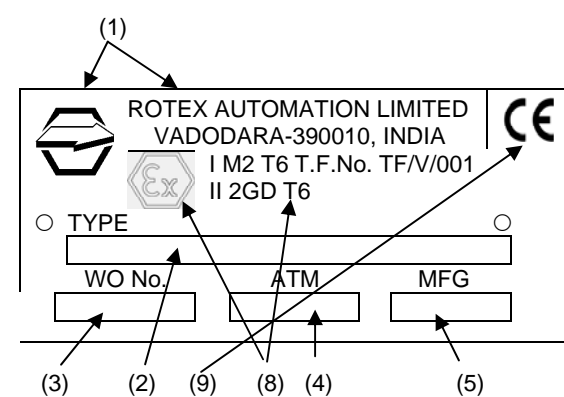 (1)
ROTEX AUTOMATION LIMITED
VADODARA-390010, INDIA
CE
I M2 T6 T.F.No. TF/V/001
Ex
II 2GD T6
TYPE
WO No. ATM MFG
(3) (2) (9) (8) (4) (5)